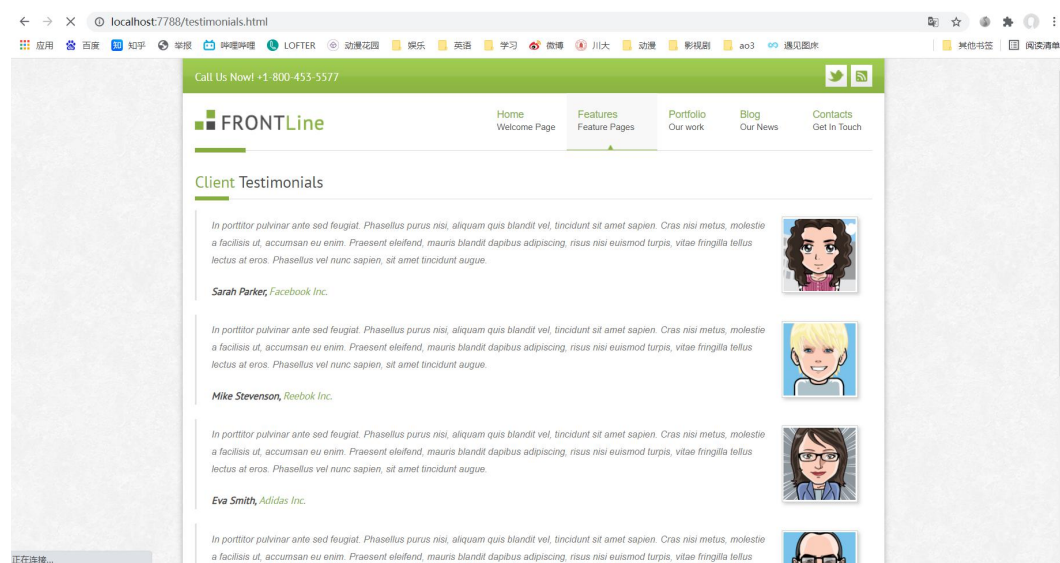 localhost:7788/testimonials.html
应用 百度 知乎 举报 哔哩哔哩 LOFTER 动漫花园 娱乐 英语 学习 微博 川大 动漫 影视剧 ao3 遇见图床 其他书签 阅读清单
知
Call Us Now! +1-800-453-5577
FRONTLine
Home Features Portfolio Blog Contacts
Welcome Page Feature Pages Our work Our News Get In Touch
Client Testimonials
In porttitor pulvinar ante sed feugiat. Phasellus purus nisi, aliquam quis blandit vel, tincidunt sit amet sapien. Cras nisi metus, molestie
a facilisis ut, accumsan eu enim. Praesent eleifend, mauris blandit dapibus adipiscing, risus nisi euismod turpis, vitae fringilla tellus
lectus at eros. Phasellus vel nunc sapien, sit amet tincidunt augue.
Sarah Parker, Facebook Inc.
In porttitor pulvinar ante sed feugiat. Phasellus purus nisi, aliquam quis blandit vel, tincidunt sit amet sapien. Cras nisi metus, molestie
a facilisis ut, accumsan eu enim. Praesent eleifend, mauris blandit dapibus adipiscing, risus nisi euismod turpis, vitae fringilla tellus
lectus at eros. Phasellus vel nunc sapien, sit amet tincidunt augue.
Mike Stevenson, Reebok Inc.
In porttitor pulvinar ante sed feugiat. Phasellus purus nisi, aliquam quis blandit vel, tincidunt sit amet sapien. Cras nisi metus, molestie
a facilisis ut, accumsan eu enim. Praesent eleifend, mauris blandit dapibus adipiscing, risus nisi euismod turpis, vitae fringilla tellus
lectus at eros. Phasellus vel nunc sapien, sit amet tincidunt augue.
Eva Smith, Adidas Inc.
In porttitor pulvinar ante sed feugiat. Phasellus purus nisi, aliquam quis blandit vel, tincidunt sit amet sapien. Cras nisi metus, molestie
a facilisis ut, accumsan eu enim. Praesent eleifend, mauris blandit dapibus adipiscing, risus nisi euismod turpis, vitae fringilla tellus
正在连接...